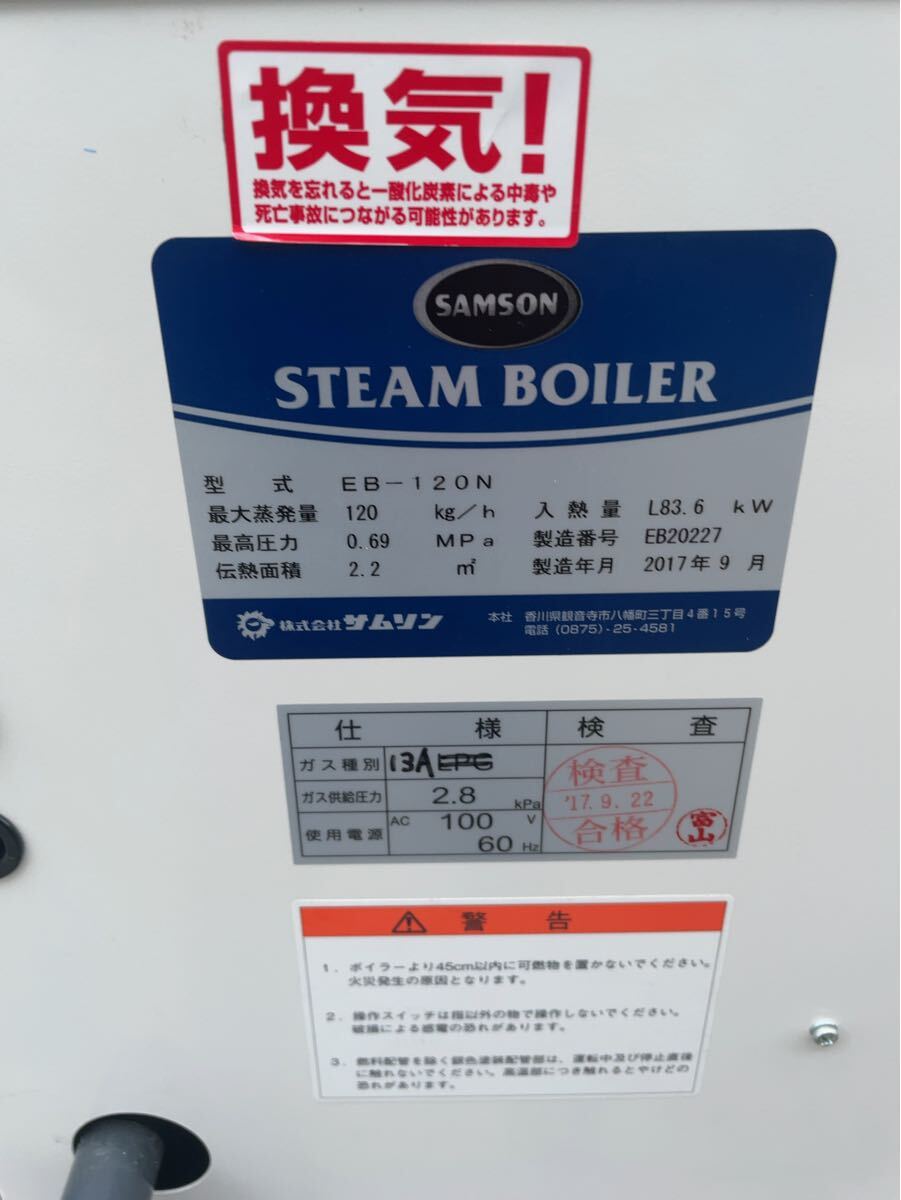 換気!
換気を忘れると一酸化炭素による中毒や
死亡事故につながる可能性があります。
SAMSON
STEAM BOILER
型式 EB-120N
最大蒸発量 120 kg/h 入熱量 L83.6 kW
最高圧力 0.69 MPa 製造番号 EB20227
伝熱面積 2.2 ㎡ 製造年月 2017年9月
株式会社サムソン 本社 香川県観音寺市八幡町三丁目4番15号
電話 (0875)-25-4581
仕様 検査
ガス種別 13A LPG
ガス供給圧力 2.8 kPa
使用電源 AC 100 V
60 Hz
検査
'17.9.22
合格
富山
警告
1. ボイラーより45cm以内に可燃物を置かないでください。
火災発生の原因となります。
2. 操作スイッチは指以外の物で操作しないでください。
破損による感電の恐れがあります。
3. 燃料配管を除く銀色塗装配管部は、運転中及び停止直後
に触れないでください。高温部につき触れるとやけどの
恐れがあります。